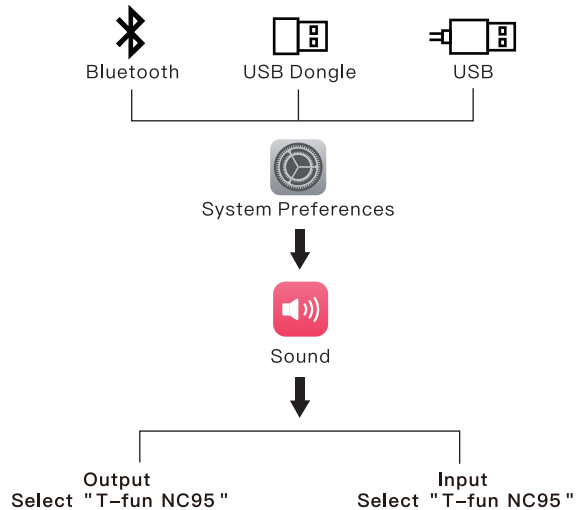 Bluetooth
USB Dongle
USB
System Preferences
Sound
Output
Select "T-fun NC95"
Input
Select "T-fun NC95"